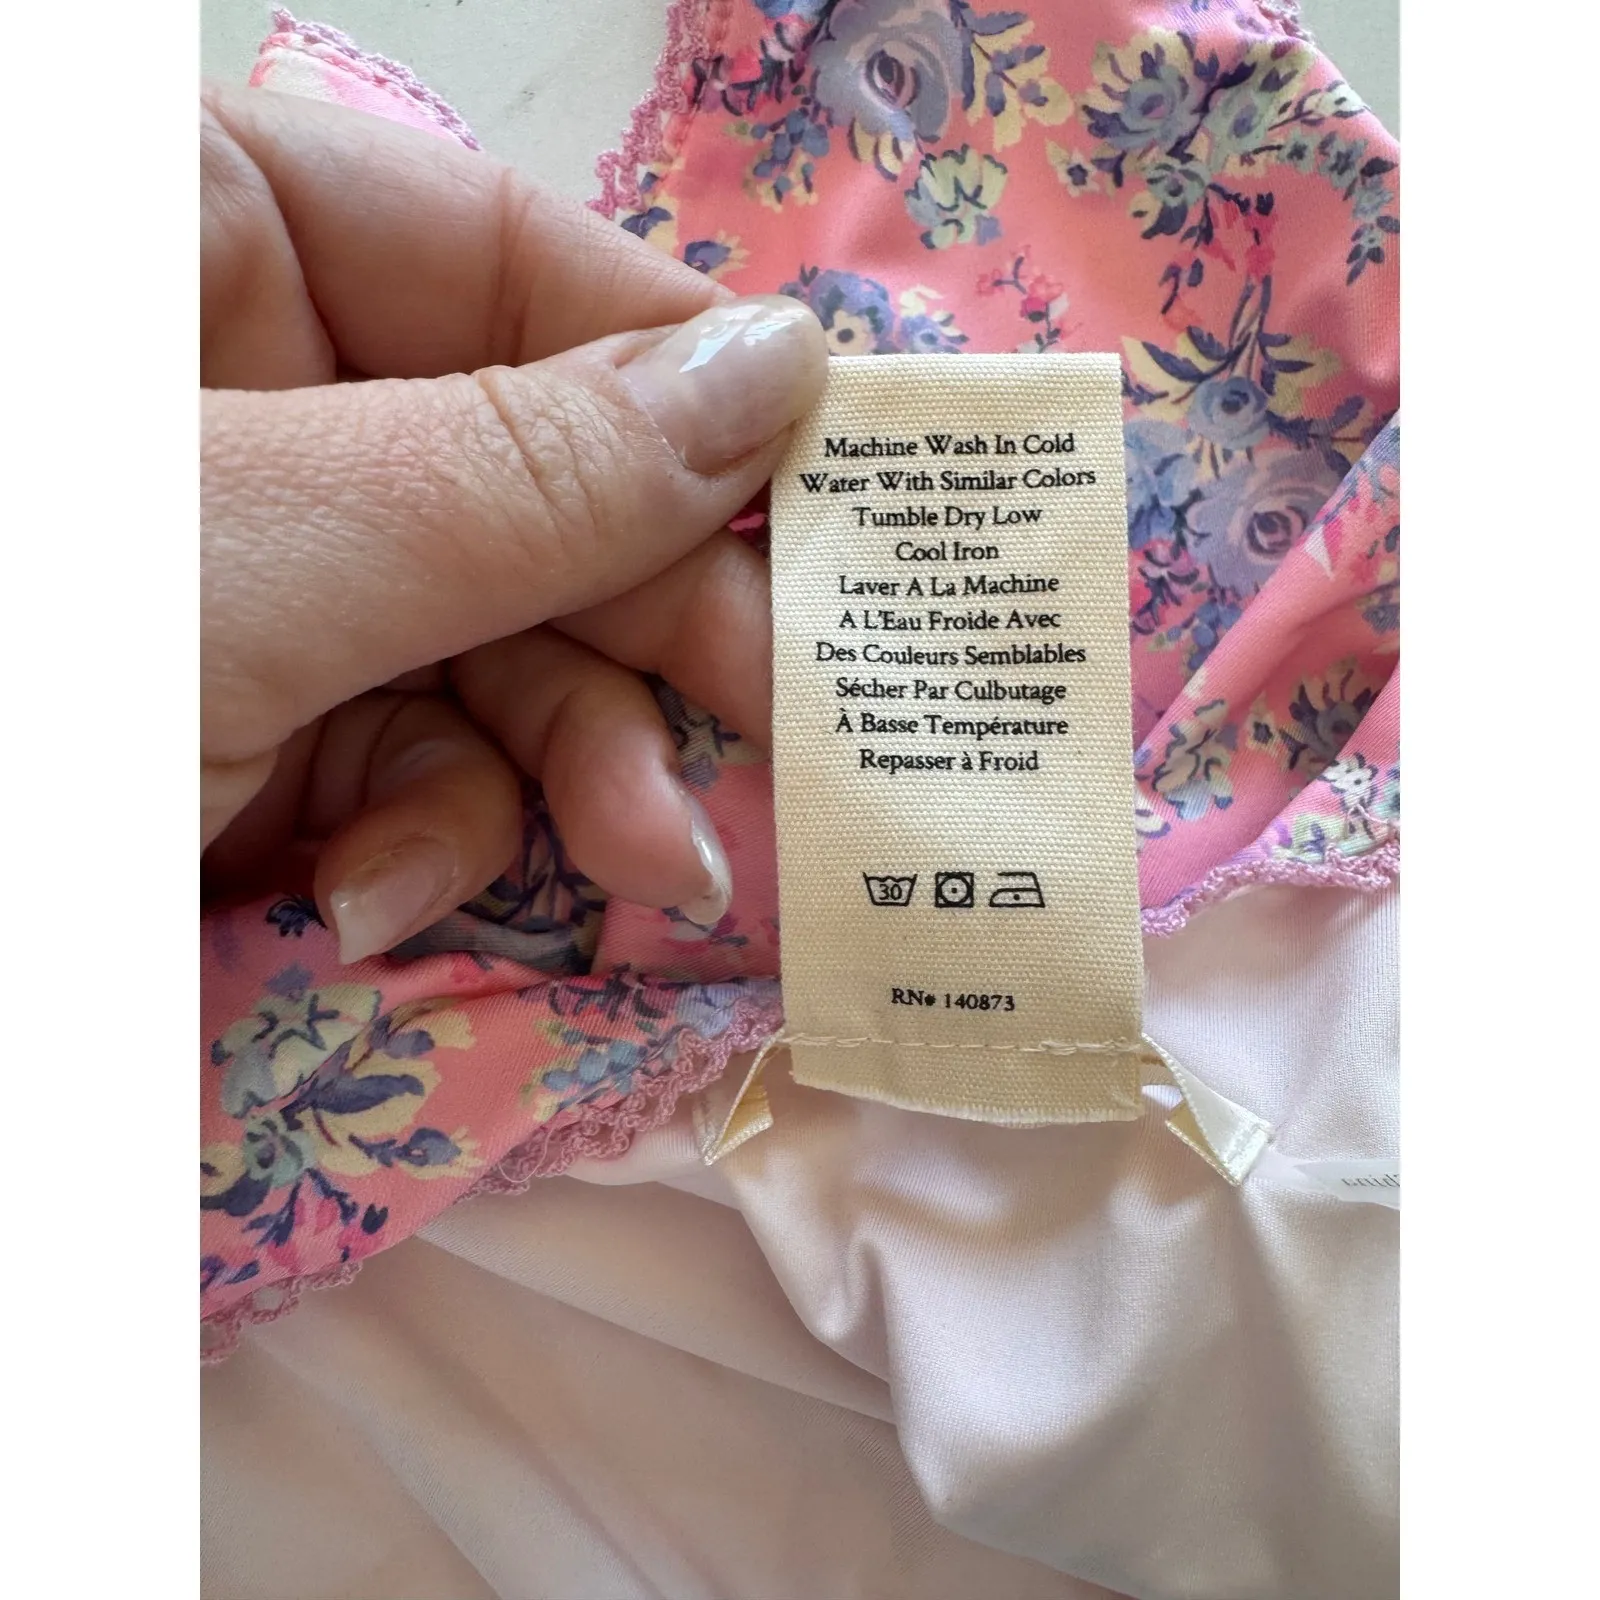 Machine Wash In Cold
Water With Similar Colors
Tumble Dry Low
Cool Iron
Laver A La Machine
A L'Eau Froide Avec
Des Couleurs Semblables
Sécher Par Culbutage
À Basse Température
Repasser à Froid
30
RN# 140873